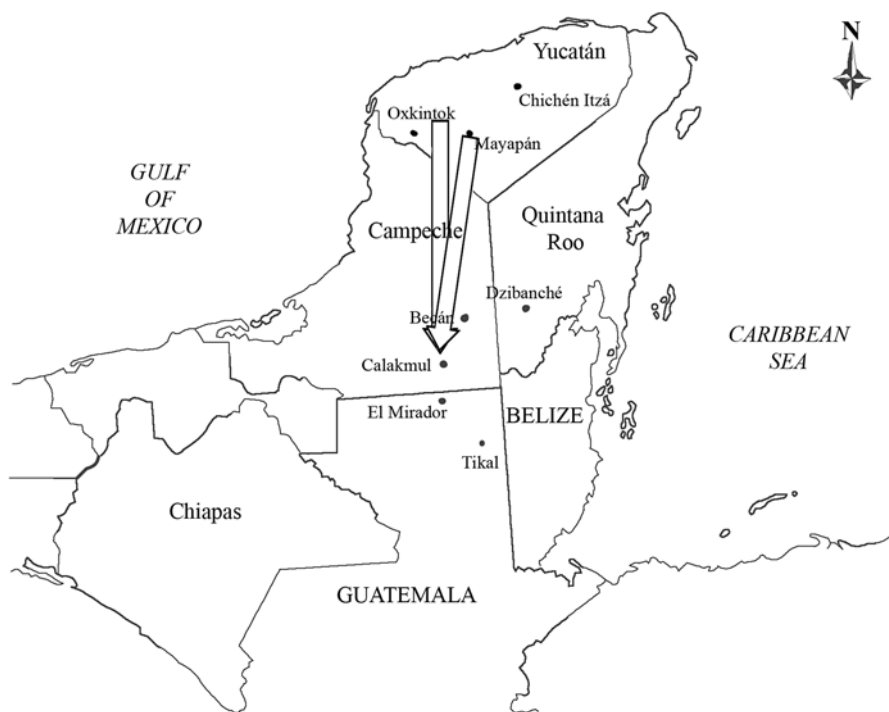 Yucatán
N
Chichén Itzá
Oxkintok
Mayapán
GULF
OF
MEXICO
Quintana
Roo
Campeche
Dzibanché
Becán
CARIBBEAN
SEA
Calakmul
El Mirador
BELIZE
Tikal
Chiapas
GUATEMALA